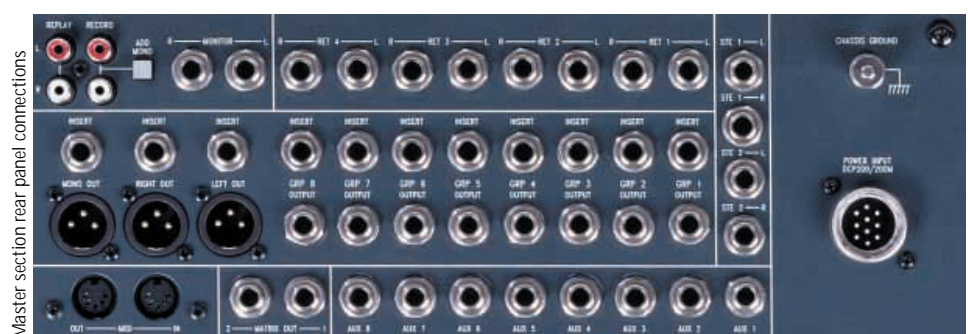 Master section rear panel connections
REPLAY RECORD
L
R
ADD MONO
R MONITOR L
R RET 4 L
R RET 3 L
R RET 2 L
R RET 1 L
STE 1 L
STE 1 R
STE 2 L
STE 2 R
CHASSIS GROUND
INSERT INSERT INSERT INSERT INSERT INSERT INSERT INSERT INSERT INSERT INSERT
MONO OUT RIGHT OUT LEFT OUT
GRP 8 GRP 7 GRP 6 GRP 5 GRP 4 GRP 3 GRP 2 GRP 1
OUTPUT OUTPUT OUTPUT OUTPUT OUTPUT OUTPUT OUTPUT OUTPUT
POWER INPUT
DCP200/200M
OUT MIDI IN
2 MATRIX OUT 1
AUX 8 AUX 7 AUX 6 AUX 5 AUX 4 AUX 3 AUX 2 AUX 1